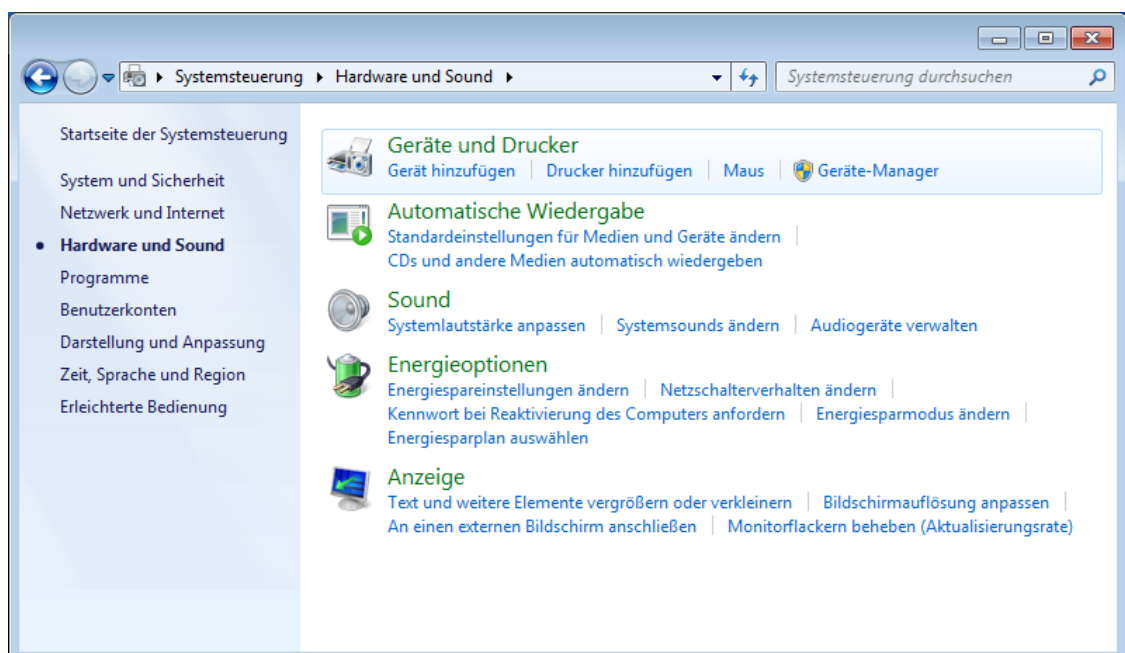 Systemsteuerung Hardware und Sound Systemsteuerung durchsuchen
Startseite der Systemsteuerung
System und Sicherheit
Netzwerk und Internet
Hardware und Sound
Programme
Benutzerkonten
Darstellung und Anpassung
Zeit, Sprache und Region
Erleichterte Bedienung
Geräte und Drucker
Gerät hinzufügen Drucker hinzufügen Maus Geräte-Manager
Automatische Wiedergabe
Standardeinstellungen für Medien und Geräte ändern
CDs und andere Medien automatisch wiedergeben
Sound
Systemlautstärke anpassen Systemsounds ändern Audiogeräte verwalten
Energieoptionen
Energiespareinstellungen ändern Netzschalterverhalten ändern
Kennwort bei Reaktivierung des Computers anfordern Energiesparmodus ändern
Energiesparplan auswählen
Anzeige
Text und weitere Elemente vergrößern oder verkleinern Bildschirmauflösung anpassen
An einen externen Bildschirm anschließen Monitorflackern beheben (Aktualisierungsrate)